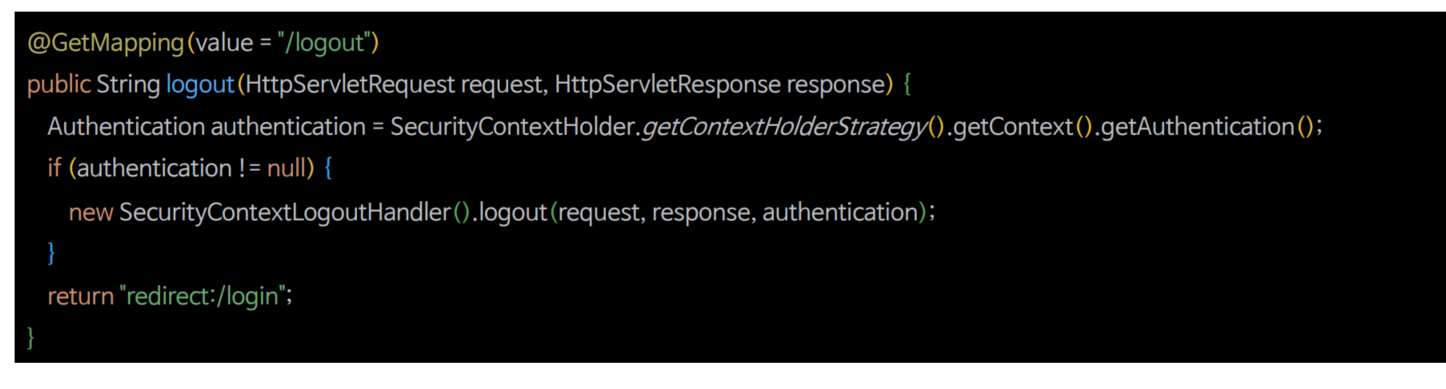 @GetMapping(value = "/logout")
public String logout(HttpServletRequest request, HttpServletResponse response) {
Authentication authentication = SecurityContextHolder.getContextHolderStrategy().getContext().getAuthentication();
if (authentication != null) {
new SecurityContextLogoutHandler().logout(request, response, authentication);
}
return "redirect:/login";
}